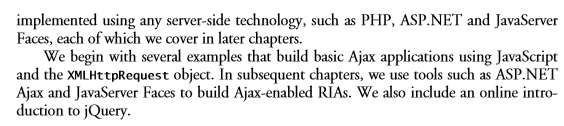 implemented using any server-side technology, such as PHP, ASP.NET and JavaServer
Faces, each of which we cover in later chapters.
We begin with several examples that build basic Ajax applications using JavaScript
and the XMLHttpRequest object. In subsequent chapters, we use tools such as ASP.NET
Ajax and JavaServer Faces to build Ajax-enabled RIAs. We also include an online intro-
duction to jQuery.